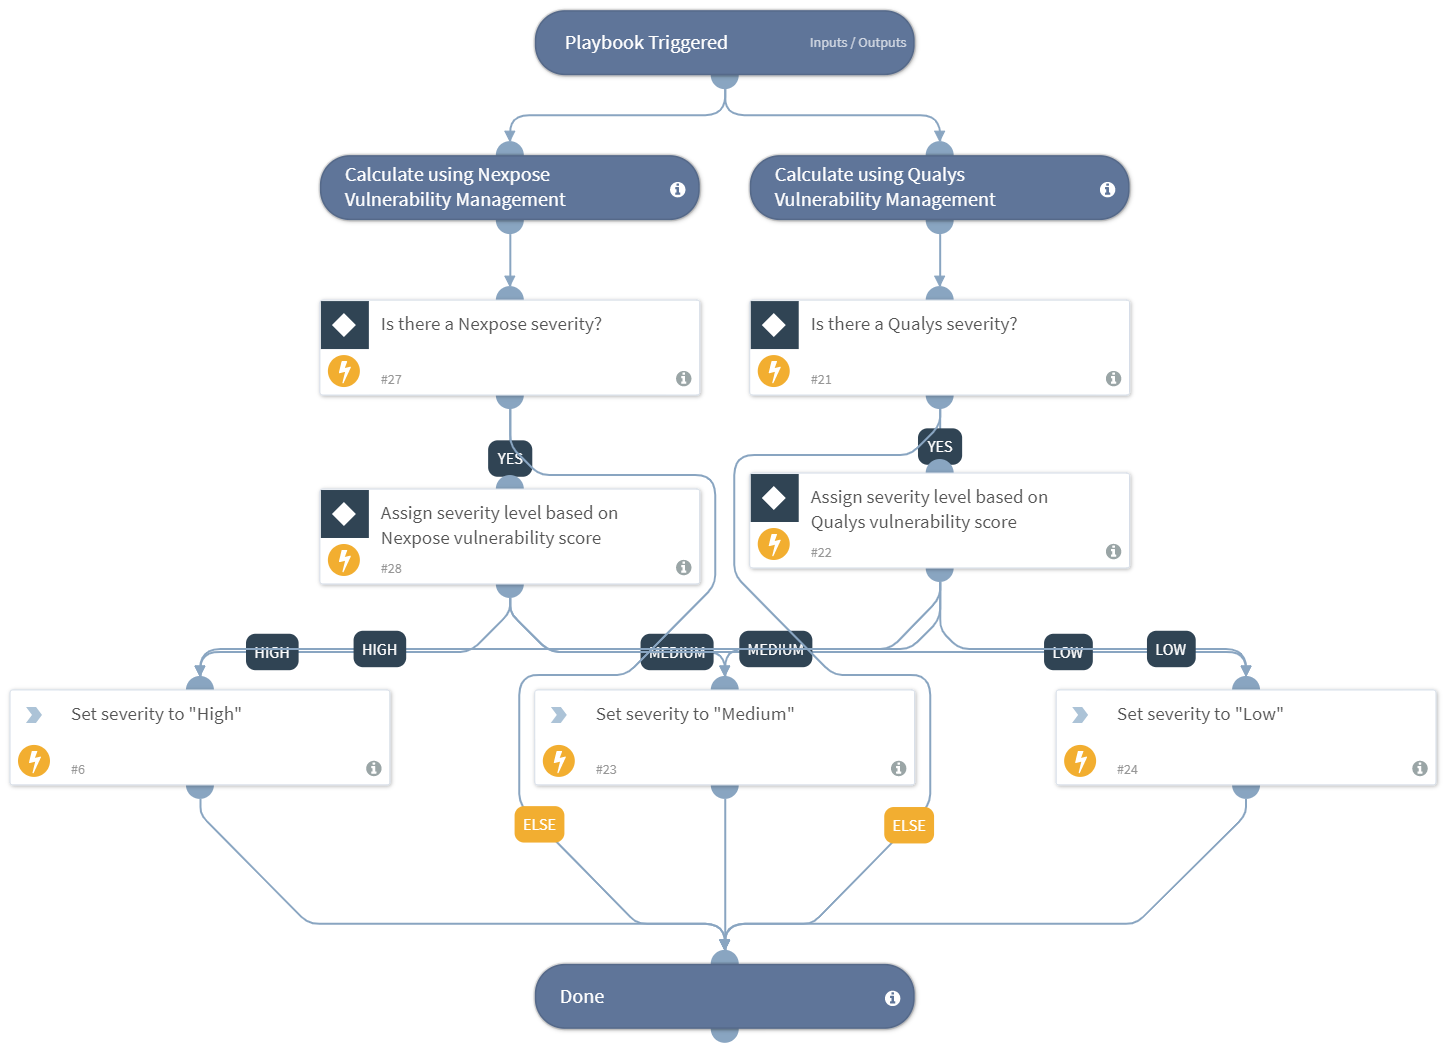 Playbook Triggered
Inputs / Outputs
Calculate using Nexpose
Vulnerability Management
Calculate using Qualys
Vulnerability Management
Is there a Nexpose severity?
#27
Is there a Qualys severity?
#21
YES
YES
Assign severity level based on
Nexpose vulnerability score
#28
Assign severity level based on
Qualys vulnerability score
#22
HIGH
HIGH
MEDIUM
MEDIUM
LOW
LOW
Set severity to "High"
#6
Set severity to "Medium"
#23
Set severity to "Low"
#24
ELSE
ELSE
Done